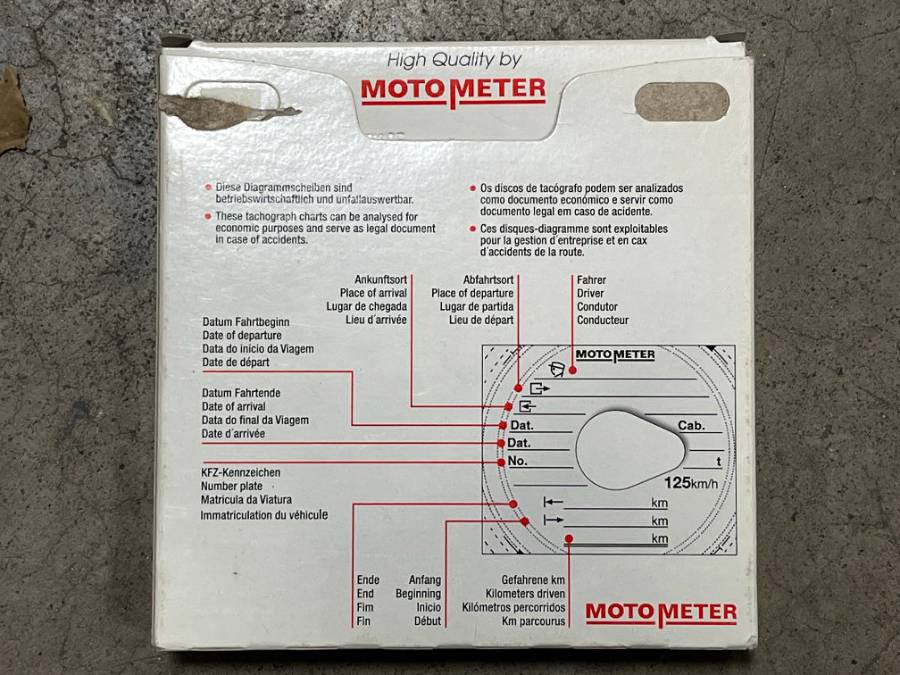 High Quality by
MOTOMETER
• Diese Diagrammscheiben sind
betriebswirtschaftlich und unfallauswertbar.
• These tachograph charts can be analysed for
economic purposes and serve as legal document
in case of accidents.
• Os discos de tacógrafo podem ser analizados
como documento económico e servir como
documento legal em caso de acidente.
• Ces disques-diagramme sont exploitables
pour la gestion d´entreprise et en cax
d´accidents de la route.
Ankunftsort
Place of arrival
Lugar de chegada
Lieu d´arrivée
Abfahrtsort
Place of departure
Lugar de partida
Lieu de départ
Fahrer
Driver
Condutor
Conducteur
Datum Fahrtbeginn
Date of departure
Data do início da Viagem
Date de départ
Datum Fahrtende
Date of arrival
Data do final da Viagem
Date d´arrivée
KFZ-Kennzeichen
Number plate
Matricula da Viatura
Immatriculation du véhicule
MOTOMETER
Dat.
Cab.
Dat.
No.
t
125km/h
km
km
km
Ende
End
Fim
Fin
Anfang
Beginning
Inicio
Début
Gefahrene km
Kilometers driven
Kilómetros percorridos
Km parcourus
MOTOMETER